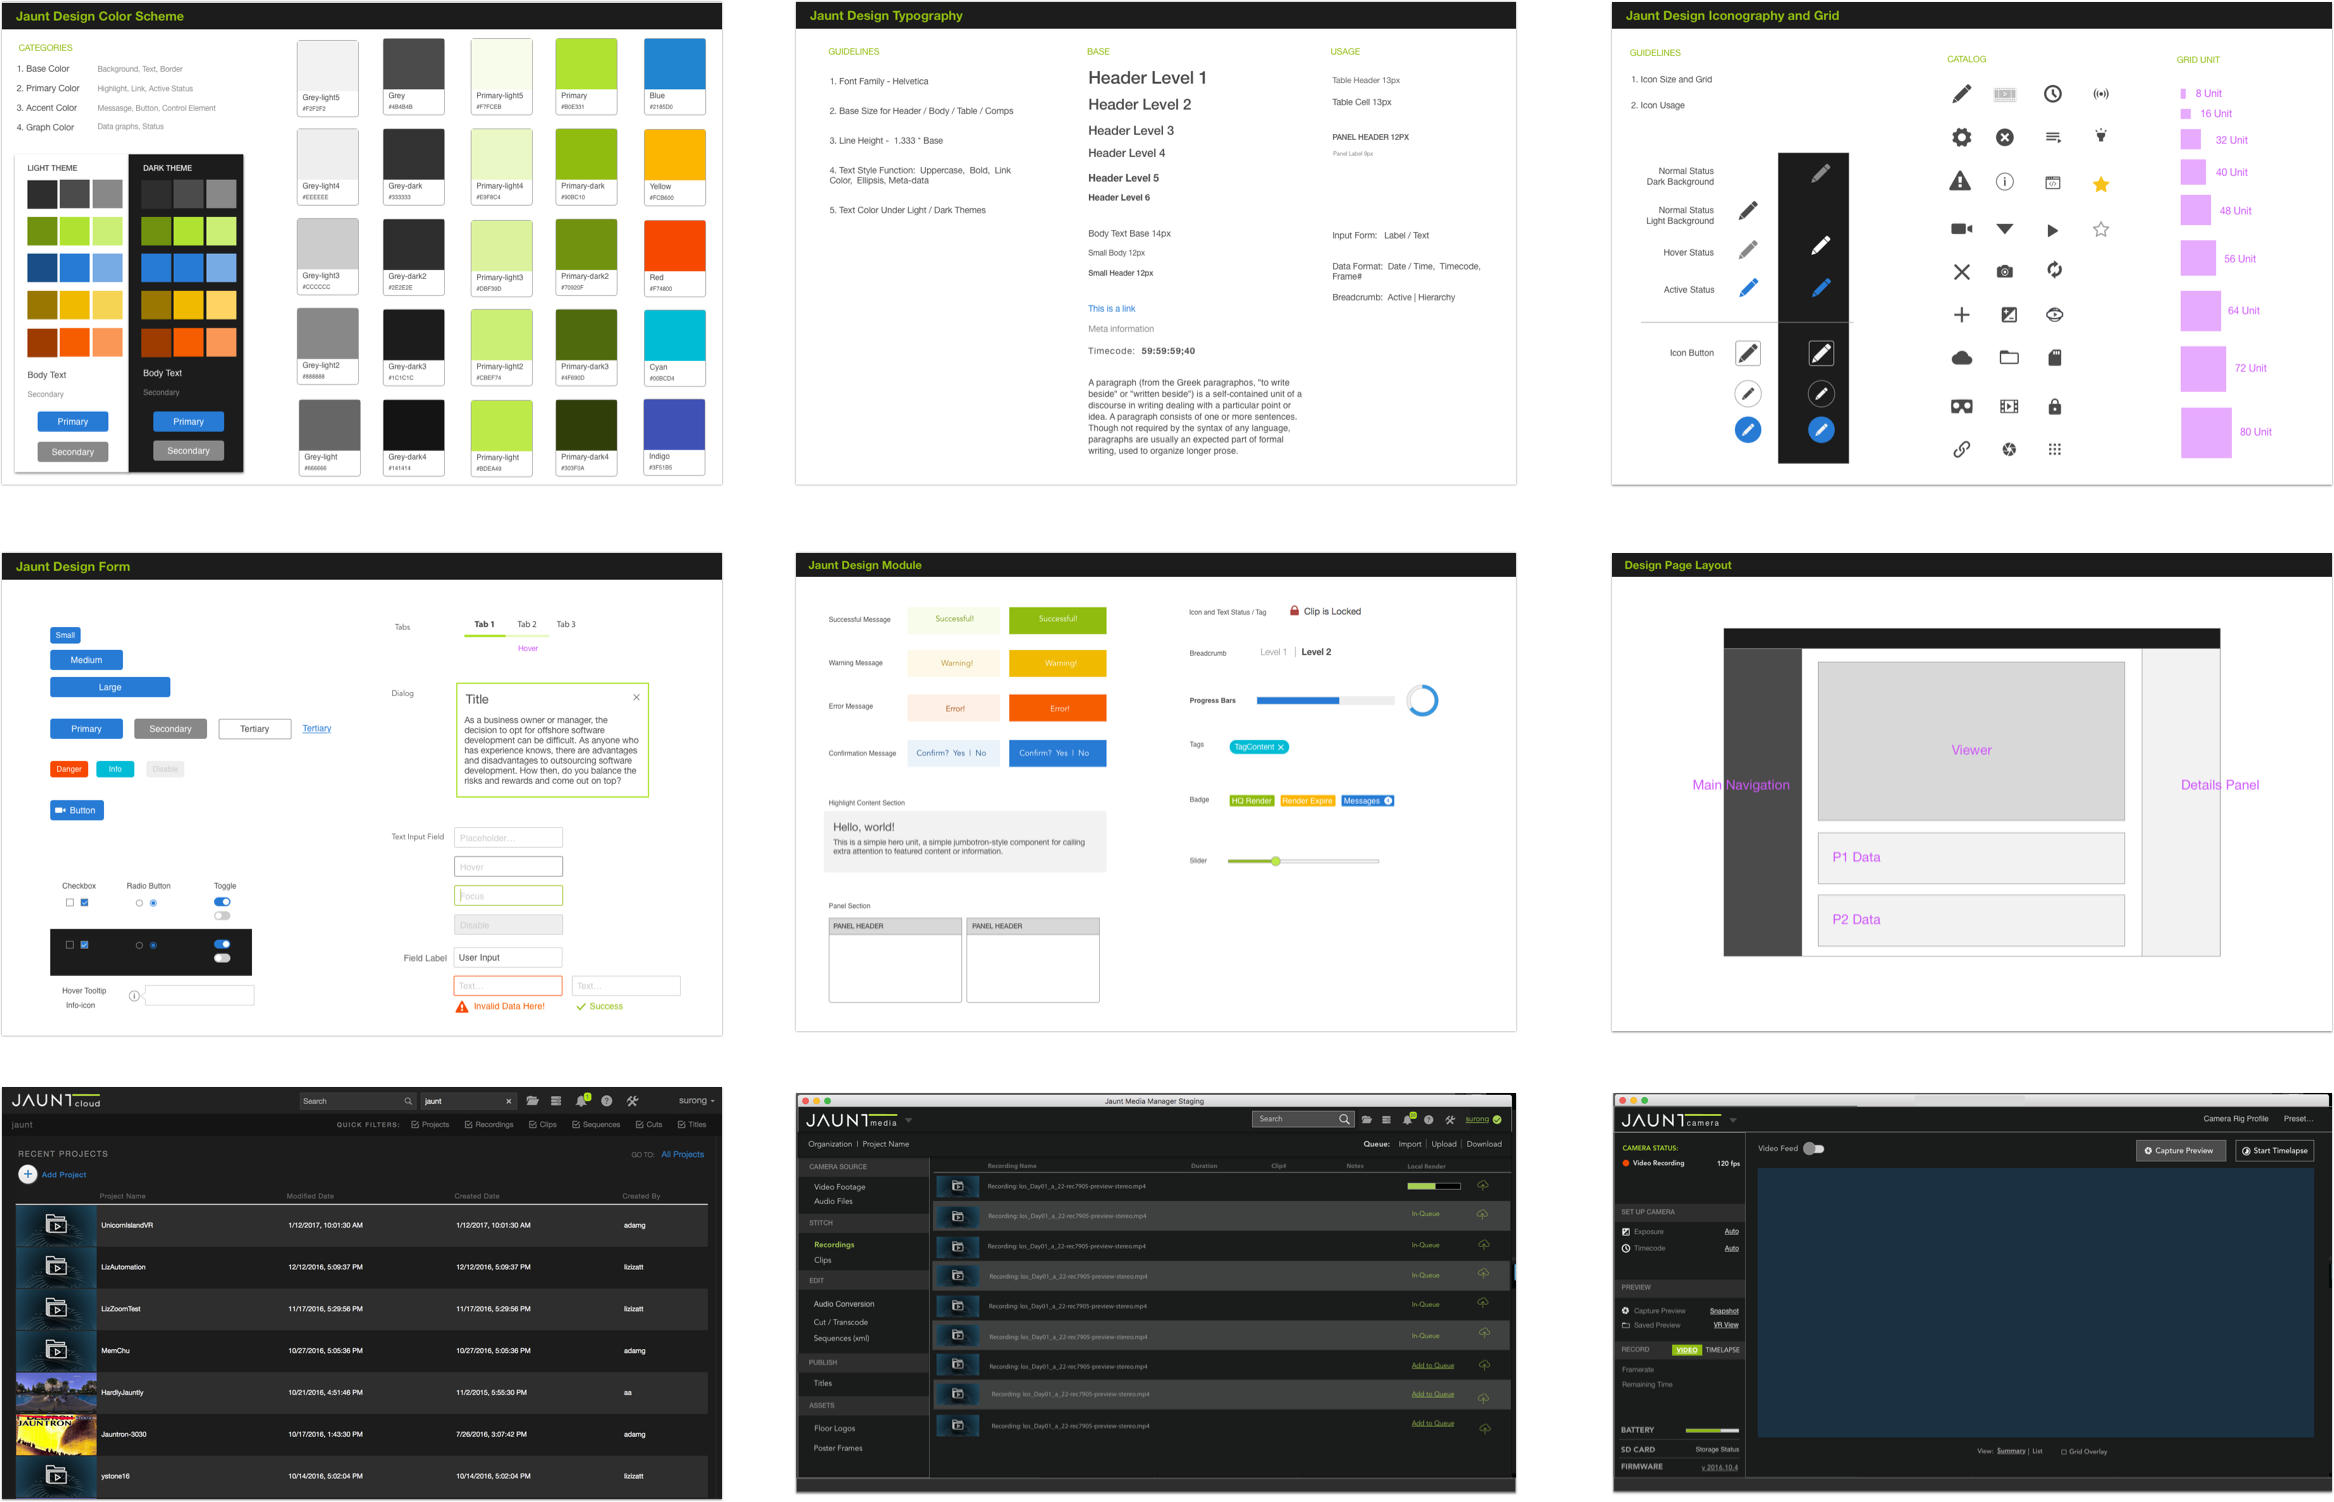 Jaunt Design Color Scheme
CATEGORIES
1. Base Color Background, Text, Border
2. Primary Color Highlight, Link, Active Status
3. Accent Color Messasge, Button, Control Element
4. Graph Color Data graphs, Status
LIGHT THEME
Body Text
Secondary
Primary
Secondary
DARK THEME
Body Text
Secondary
Primary
Secondary
Grey-light5
#F2F2F2
Grey
#4B4B4B
Primary-light5
#F7FCEB
Primary
#B0E331
Blue
#2185D0
Grey-light4
#EEEEEE
Grey-dark
#333333
Primary-light4
#E9F8C4
Primary-dark
#90BC10
Yellow
#FCB600
Grey-light3
#CCCCCC
Grey-dark2
#2E2E2E
Primary-light3
#DBF39D
Primary-dark2
#70920F
Red
#F74800
Grey-light2
#888888
Grey-dark3
#1C1C1C
Primary-light2
#CBEF74
Primary-dark3
#4F690D
Cyan
#00BCD4
Grey-light
#666666
Grey-dark4
#141414
Primary-light
#BDEA49
Primary-dark4
#303F0A
Indigo
#3F51B5
Jaunt Design Typography
GUIDELINES
1. Font Family - Helvetica
2. Base Size for Header / Body / Table / Comps
3. Line Height - 1.333 * Base
4. Text Style Function: Uppercase, Bold, Link
Color, Ellipsis, Meta-data
5. Text Color Under Light / Dark Themes
BASE
Header Level 1
Header Level 2
Header Level 3
Header Level 4
Header Level 5
Header Level 6
Body Text Base 14px
Small Body 12px
Small Header 12px
This is a link
Meta information
Timecode: 59:59:59;40
A paragraph (from the Greek paragraphos, "to write
beside" or "written beside") is a self-contained unit of a
discourse in writing dealing with a particular point or
idea. A paragraph consists of one or more sentences.
Though not required by the syntax of any language,
paragraphs are usually an expected part of formal
writing, used to organize longer prose.
USAGE
Table Header 13px
Table Cell 13px
PANEL HEADER 12PX
Panel Label 9px
Input Form: Label / Text
Data Format: Date / Time, Timecode,
Frame#
Breadcrumb: Active | Hierarchy
Jaunt Design Iconography and Grid
GUIDELINES
1. Icon Size and Grid
2. Icon Usage
Normal Status
Dark Background
Normal Status
Light Background
Hover Status
Active Status
Icon Button
CATALOG
GRID UNIT
8 Unit
16 Unit
32 Unit
40 Unit
48 Unit
56 Unit
64 Unit
72 Unit
80 Unit
Jaunt Design Form
Small
Medium
Large
Primary Secondary Tertiary Tertiary
Danger Info Disable
Button
Checkbox Radio Button Toggle
Hover Tooltip
Info-icon
Tabs Tab 1 Tab 2 Tab 3
Hover
Dialog
Title
As a business owner or manager, the
decision to opt for offshore software
development can be difficult. As anyone who
has experience knows, there are advantages
and disadvantages to outsourcing software
development. How then, do you balance the
risks and rewards and come out on top?
Text Input Field Placeholder...
Hover
Focus
Disable
Field Label User Input
Text... Text...
Invalid Data Here! Success
Jaunt Design Module
Successful Message Successful! Successful!
Warning Message Warning! Warning!
Error Message Error! Error!
Confirmation Message Confirm? Yes | No Confirm? Yes | No
Highlight Content Section
Hello, world!
This is a simple hero unit, a simple jumbotron-style component for calling
extra attention to featured content or information.
Panel Section
PANEL HEADER PANEL HEADER
Icon and Text Status / Tag Clip is Locked
Breadcrumb Level 1 | Level 2
Progress Bars
Tags TagContent
Badge HQ Render Render Expire Messages
Slider
Design Page Layout
Main Navigation
Viewer
P1 Data
P2 Data
Details Panel
JAUNT cloud Search jaunt 1 surong
jaunt QUICK FILTERS: Projects Recordings Clips Sequences Cuts Titles
RECENT PROJECTS GO TO: All Projects
Add Project
Project Name Modified Date Created Date Created By
UnicornIslandVR 1/12/2017, 10:01:30 AM 1/12/2017, 10:01:30 AM adamg
LizAutomation 12/12/2016, 5:09:37 PM 12/12/2016, 5:09:37 PM lizizatt
LizZoomTest 11/17/2016, 5:29:56 PM 11/17/2016, 5:29:56 PM lizizatt
MemChu 10/27/2016, 5:05:36 PM 10/27/2016, 5:05:36 PM adamg
HardlyJauntly 10/21/2016, 4:51:46 PM 11/2/2015, 5:55:30 PM aa
JAUNTRON
Jauntron-3030 10/17/2016, 1:43:30 PM 7/26/2016, 3:07:42 PM adamg
ystone16 10/14/2016, 5:02:04 PM 10/14/2016, 5:02:04 PM lizizatt
Jaunt Media Manager Staging
JAUNT media Search surong
Organization | Project Name Queue: Import | Upload | Download
CAMERA SOURCE
Video Footage
Audio Files
STITCH
Recordings
Clips
EDIT
Audio Conversion
Cut / Transcode
Sequences (xml)
PUBLISH
Titles
ASSETS
Floor Logos
Poster Frames
Recording Name Duration Clip# Notes Local Render
Recording: los_Day01_a_22-rec7905-preview-stereo.mp4
Recording: los_Day01_a_22-rec7905-preview-stereo.mp4 In-Queue
Recording: los_Day01_a_22-rec7905-preview-stereo.mp4 In-Queue
Recording: los_Day01_a_22-rec7905-preview-stereo.mp4 In-Queue
Recording: los_Day01_a_22-rec7905-preview-stereo.mp4 In-Queue
Recording: los_Day01_a_22-rec7905-preview-stereo.mp4 In-Queue
Recording: los_Day01_a_22-rec7905-preview-stereo.mp4 Add to Queue
Recording: los_Day01_a_22-rec7905-preview-stereo.mp4 Add to Queue
Recording: los_Day01_a_22-rec7905-preview-stereo.mp4 Add to Queue
JAUNT camera Camera Rig Profile Preset...
CAMERA STATUS:
Video Recording 120 fps
SET UP CAMERA
Exposure Auto
Timecode Auto
PREVIEW
Capture Preview Snapshot
Saved Preview VR View
RECORD VIDEO TIMELAPSE
Framerate
Remaining Time
BATTERY
SD CARD Storage Status
FIRMWARE v 2016.10.4
Video Feed Capture Preview Start Timelapse
View: Summary | List Grid Overlay